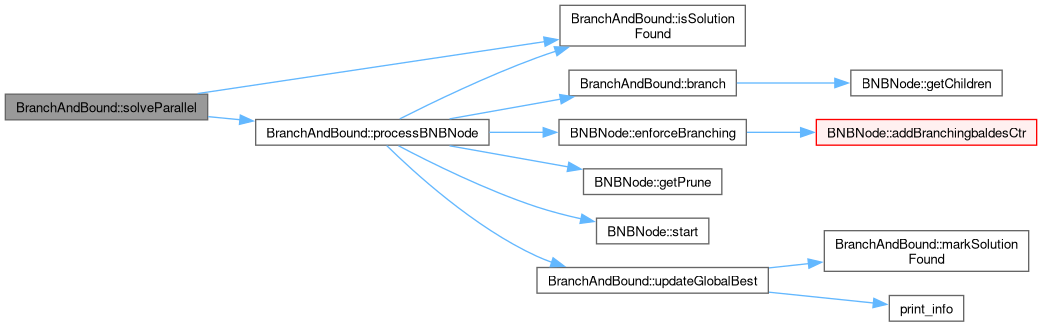 BranchAndBound::solveParallel
BranchAndBound::processBNBNode
BranchAndBound::isSolution
Found
BranchAndBound::branch
BNBNode::getChildren
BNBNode::enforceBranching
BNBNode::addBranchingbaldesCtr
BNBNode::getPrune
BNBNode::start
BranchAndBound::updateGlobalBest
BranchAndBound::markSolution
Found
print_info